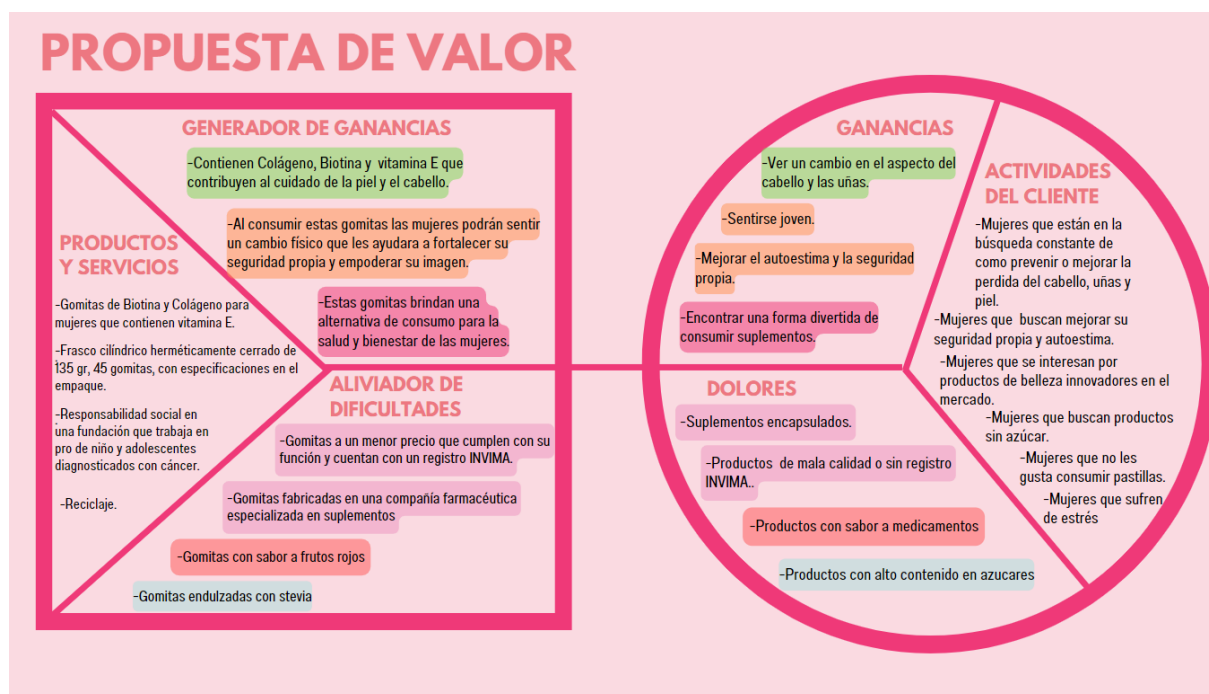 PROPUESTA DE VALOR
GENERADOR DE GANANCIAS
-Contienen Colágeno, Biotina y vitamina E que
contribuyen al cuidado de la piel y el cabello.
-Al consumir estas gomitas las mujeres podrán sentir
un cambio físico que les ayudara a fortalecer su
seguridad propia y empoderar su imagen.
-Estas gomitas brindan una
alternativa de consumo para la
salud y bienestar de las mujeres.
PRODUCTOS
Y SERVICIOS
-Gomitas de Biotina y Colágeno para
mujeres que contienen vitamina E.
-Frasco cilíndrico herméticamente cerrado de
135 gr, 45 gomitas, con especificaciones en el
empaque.
-Responsabilidad social en
una fundación que trabaja en
pro de niño y adolescentes
diagnosticados con cáncer.
-Reciclaje.
ALIVIADOR DE
DIFICULTADES
-Gomitas a un menor precio que cumplen con su
función y cuentan con un registro INVIMA.
-Gomitas fabricadas en una compañía farmacéutica
especializada en suplementos
-Gomitas con sabor a frutos rojos
-Gomitas endulzadas con stevia
GANANCIAS
-Ver un cambio en el aspecto del
cabello y las uñas.
-Sentirse joven.
-Mejorar el autoestima y la seguridad
propia.
-Encontrar una forma divertida de
consumir suplementos.
DOLORES
-Suplementos encapsulados.
-Productos de mala calidad o sin registro
INVIMA..
-Productos con sabor a medicamentos
-Productos con alto contenido en azucares
ACTIVIDADES
DEL CLIENTE
-Mujeres que están en la
búsqueda constante de
como prevenir o mejorar la
perdida del cabello, uñas y
piel.
-Mujeres que buscan mejorar su
seguridad propia y autoestima.
-Mujeres que se interesan por
productos de belleza innovadores en el
mercado.
-Mujeres que buscan productos
sin azúcar.
-Mujeres que no les
gusta consumir pastillas.
-Mujeres que sufren
de estrés